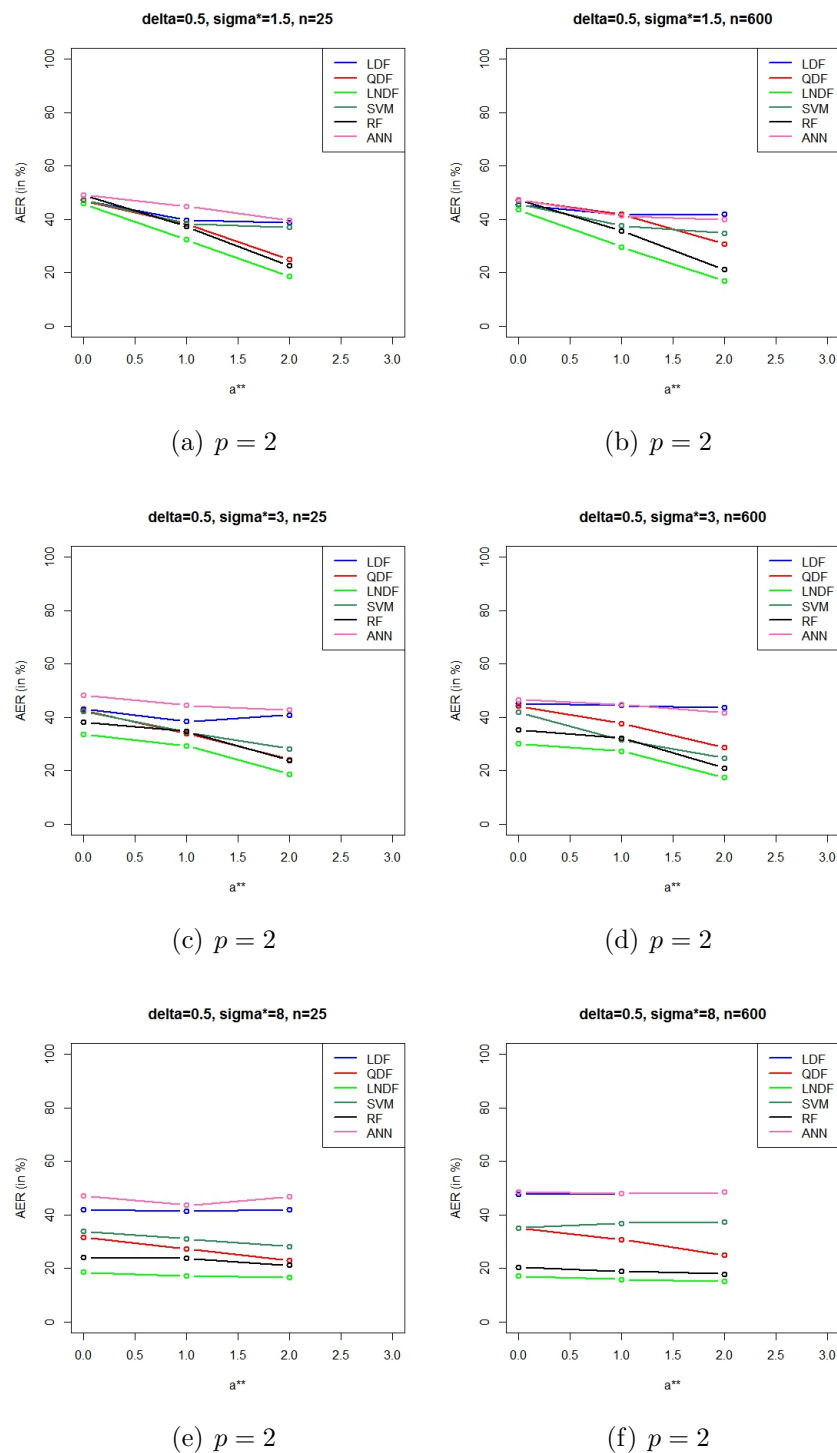 delta=0.5, sigma*=1.5, n=25
LDF
QDF
LNDF
SVM
RF
ANN
AER (in %)
0 20 40 60 80 100
0.0 0.5 1.0 1.5 2.0 2.5 3.0
a**
(a) p = 2
delta=0.5, sigma*=1.5, n=600
LDF
QDF
LNDF
SVM
RF
ANN
AER (in %)
0 20 40 60 80 100
0.0 0.5 1.0 1.5 2.0 2.5 3.0
a**
(b) p = 2
delta=0.5, sigma*=3, n=25
LDF
QDF
LNDF
SVM
RF
ANN
AER (in %)
0 20 40 60 80 100
0.0 0.5 1.0 1.5 2.0 2.5 3.0
a**
(c) p = 2
delta=0.5, sigma*=3, n=600
LDF
QDF
LNDF
SVM
RF
ANN
AER (in %)
0 20 40 60 80 100
0.0 0.5 1.0 1.5 2.0 2.5 3.0
a**
(d) p = 2
delta=0.5, sigma*=8, n=25
LDF
QDF
LNDF
SVM
RF
ANN
AER (in %)
0 20 40 60 80 100
0.0 0.5 1.0 1.5 2.0 2.5 3.0
a**
(e) p = 2
delta=0.5, sigma*=8, n=600
LDF
QDF
LNDF
SVM
RF
ANN
AER (in %)
0 20 40 60 80 100
0.0 0.5 1.0 1.5 2.0 2.5 3.0
a**
(f) p = 2